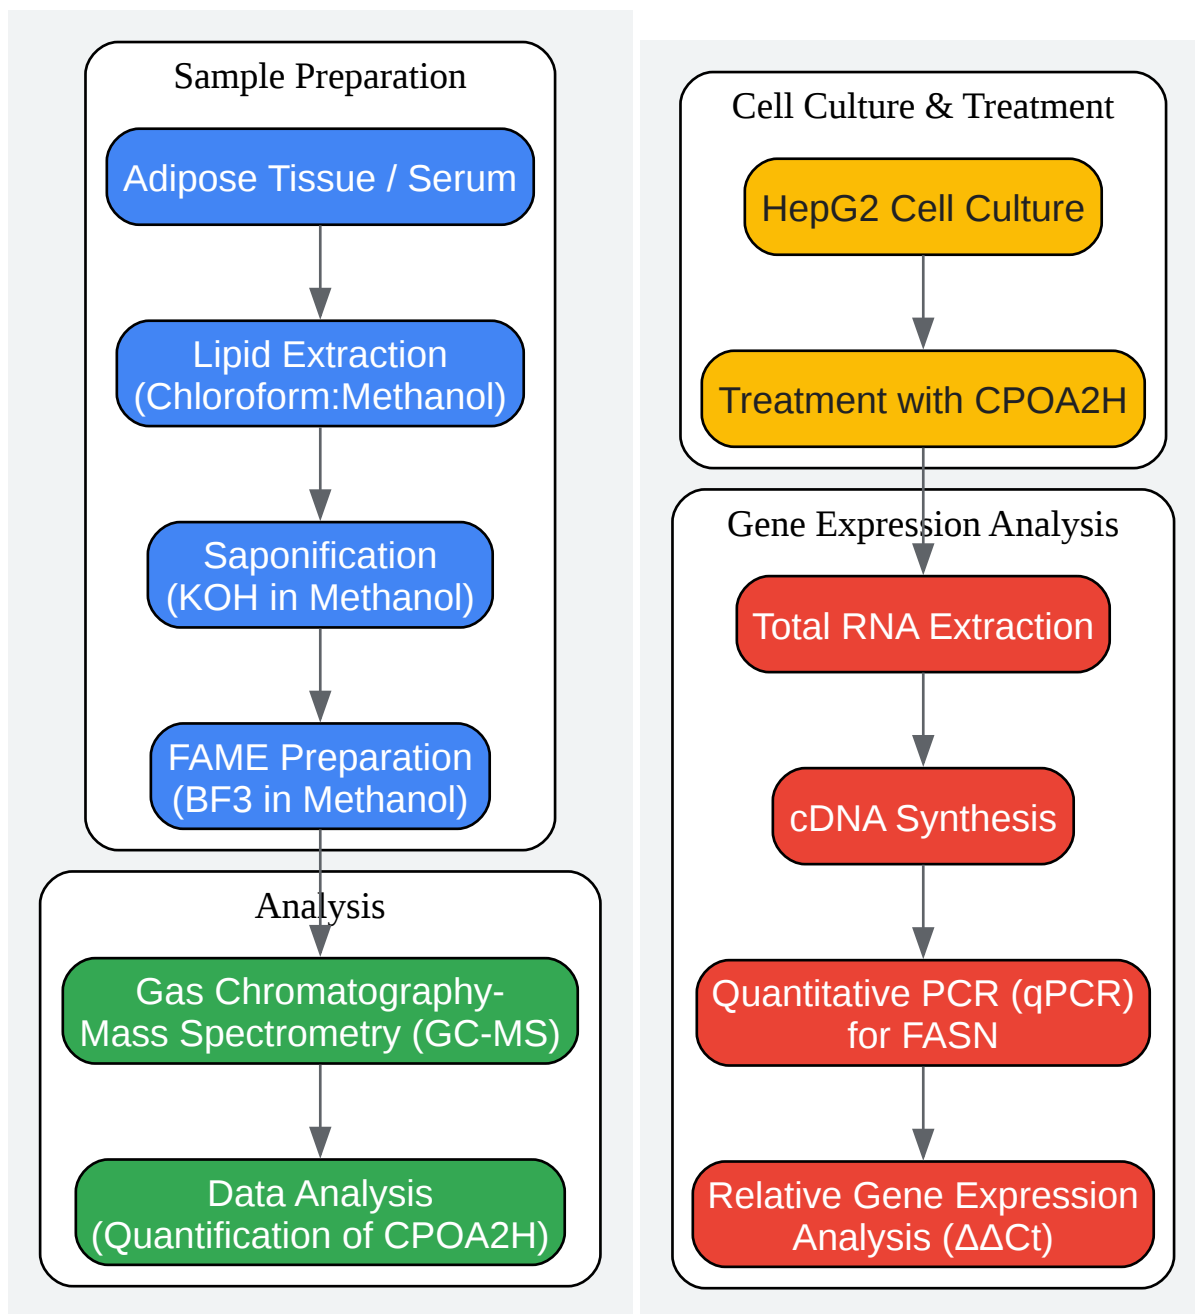 Sample Preparation
Adipose Tissue / Serum
Lipid Extraction
(Chloroform:Methanol)
Saponification
(KOH in Methanol)
FAME Preparation
(BF3 in Methanol)
Analysis
Gas Chromatography-
Mass Spectrometry (GC-MS)
Data Analysis
(Quantification of CPOA2H)
Cell Culture & Treatment
HepG2 Cell Culture
Treatment with CPOA2H
Gene Expression Analysis
Total RNA Extraction
cDNA Synthesis
Quantitative PCR (qPCR)
for FASN
Relative Gene Expression
Analysis (ΔΔCt)